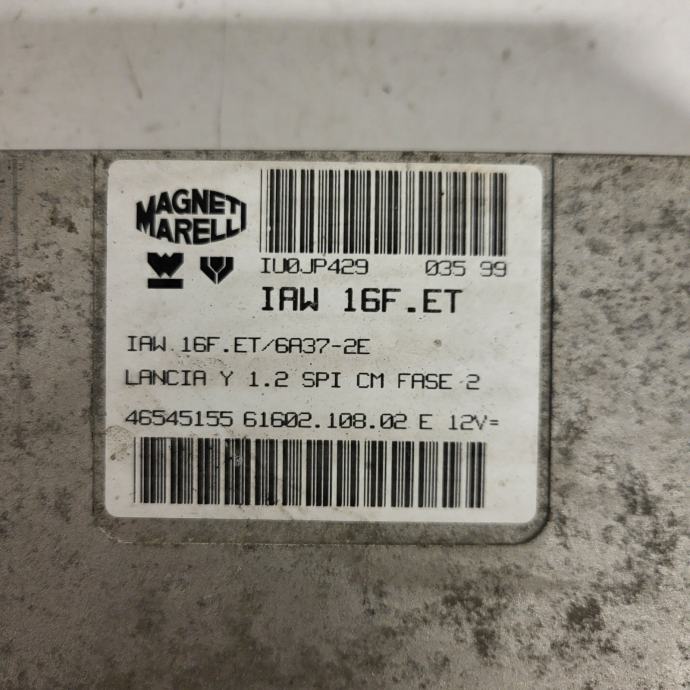 MAGNETI
MARELLI
IU0JP429 035 99
IAW 16F.ET
IAW 16F.ET/6A37-2E
LANCIA Y 1.2 SPI CM FASE 2
46545155 61602.108.02 E 12V=